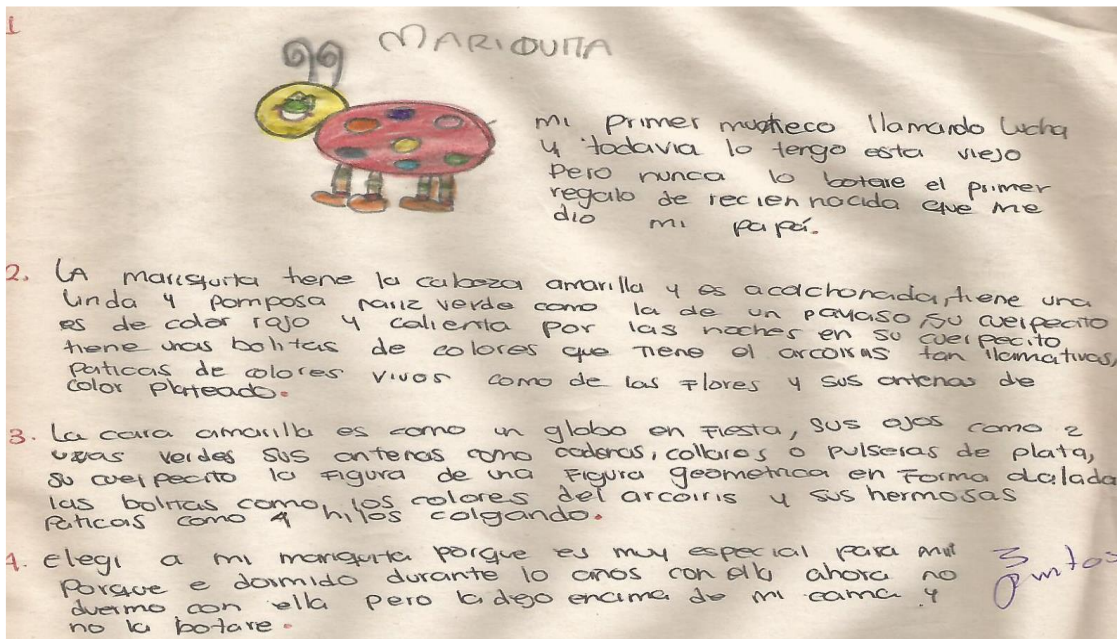 1
MARIQUITA
mi primer muñeco llamando lucha
y todavia lo tengo esta viejo
pero nunca lo botare el primer
regalo de recien nacida que me
dio mi papá.
2. LA mariquita tiene la cabeza amarilla y es acolchonada, tiene una
linda y pomposa nariz verde como la de un payaso, su cuerpecito
es de color rojo y calienta por las noches en su cuerpecito
tiene unas bolitas de colores que tiene el arcoiras tan llamativas,
paticas de colores vivos como de las flores y sus antenas de
color plateado.
3. La cara amarilla es como un globo en fiesta, sus ojos como 2
uvas verdes sus antenas como cadenas, collares o pulseras de plata,
su cuerpecito la figura de una figura geometrica en forma
las bolitas como los colores del arcoiris y sus hermosas
paticas como 4 hilos colgando.
4. elegi a mi mariquita porque es muy especial para mi
porque e dormido durante 10 años con ella ahora no
duermo con ella pero la dejo encima de mi cama y
no la botare.
3
puntos